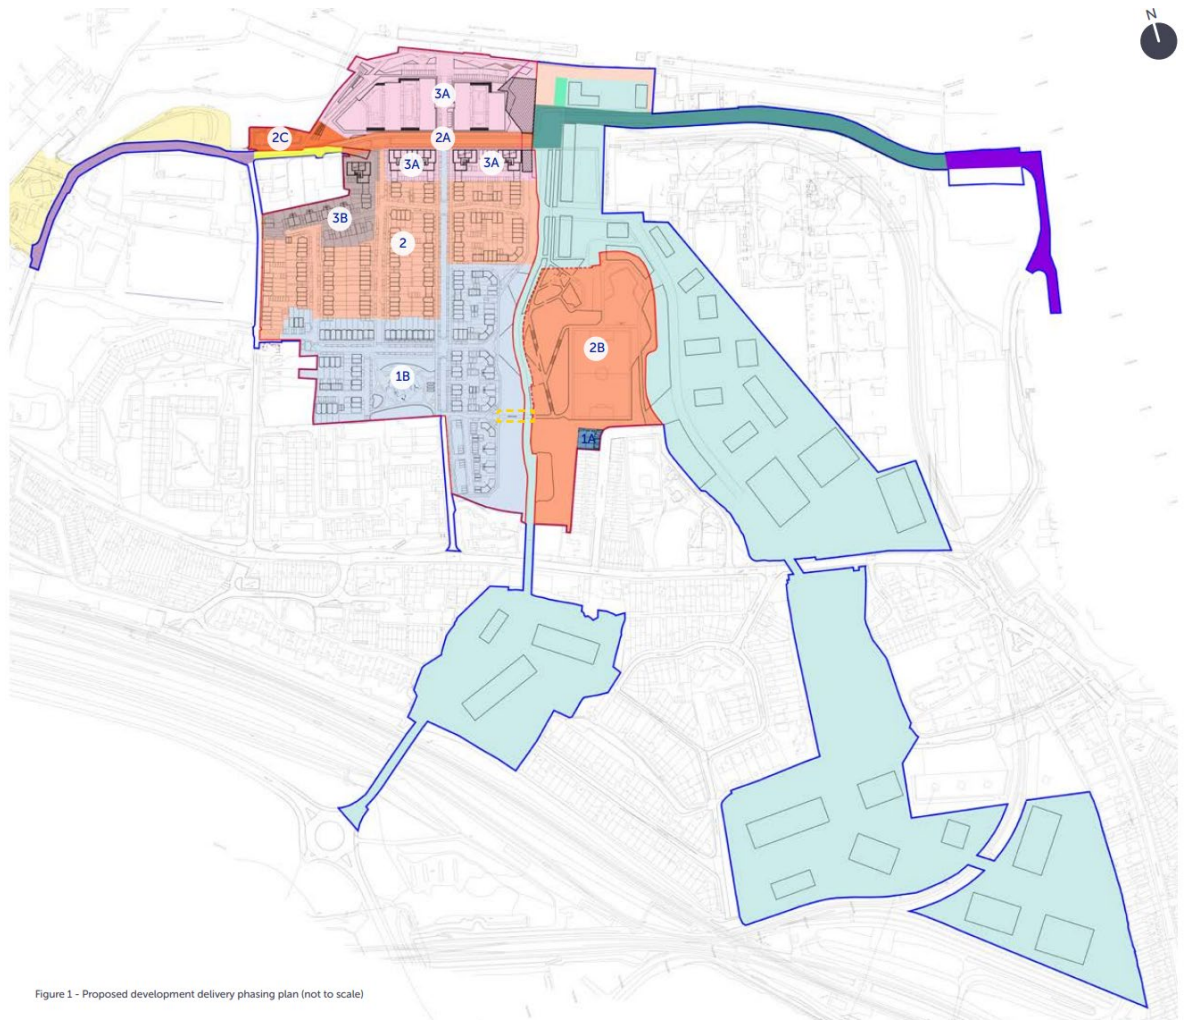 N
3A
2C
2A
3A
3A
3B
2
2B
1B
1A
Figure 1 - Proposed development delivery phasing plan (not to scale)